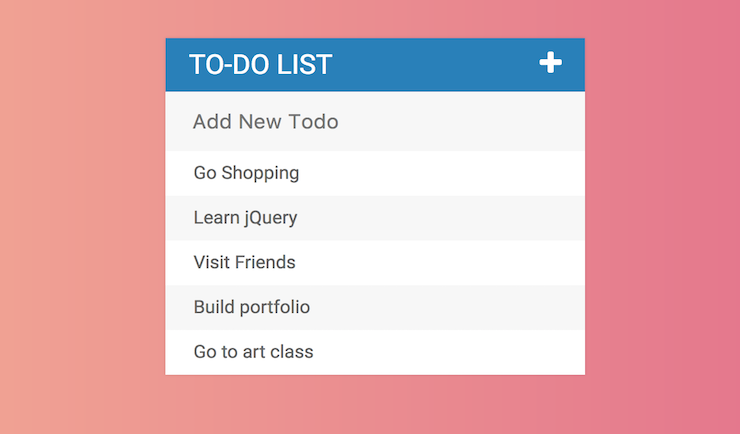 TO-DO LIST
Add New Todo
Go Shopping
Learn jQuery
Visit Friends
Build portfolio
Go to art class